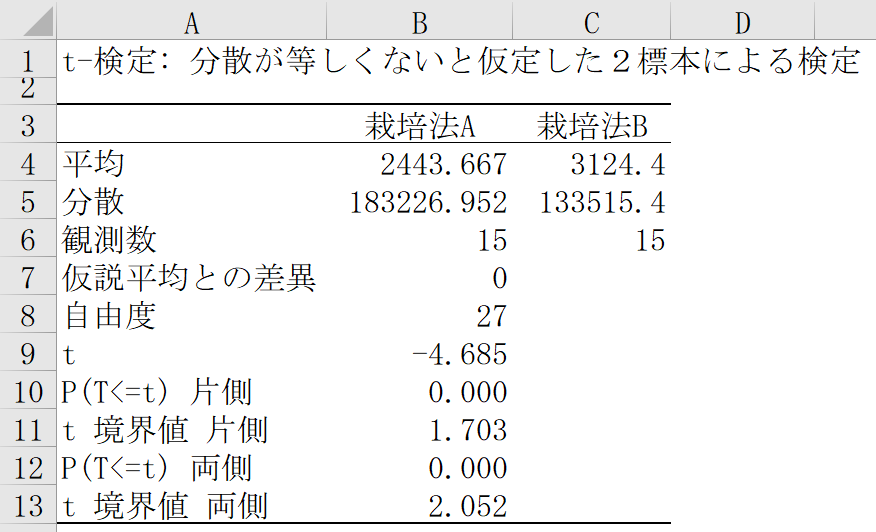 A B C D
1 t-検定: 分散が等しくないと仮定した２標本による検定
2
3 栽培法A 栽培法B
4 平均 2443.667 3124.4
5 分散 183226.952 133515.4
6 観測数 15 15
7 仮説平均との差異 0
8 自由度 27
9 t -4.685
10 P(T<=t) 片側 0.000
11 t 境界値 片側 1.703
12 P(T<=t) 両側 0.000
13 t 境界値 両側 2.052